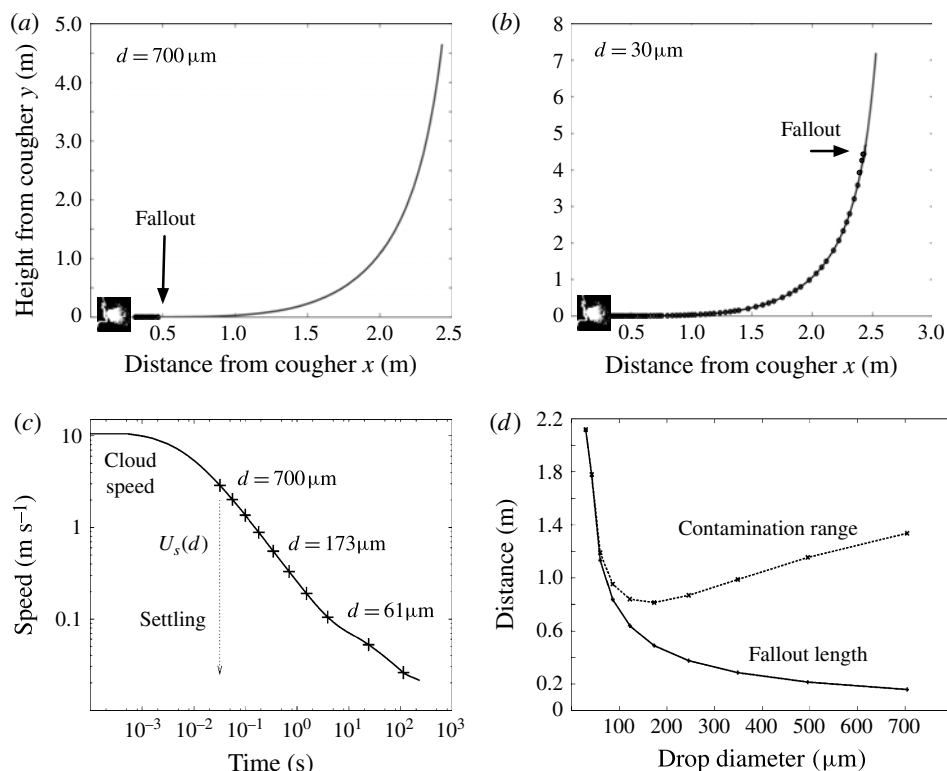 (a)
5.0
4.0
3.0
2.0
1.0
0
d = 700 μm
Fallout
0.5
1.0
1.5
2.0
2.5
Height from cougher y (m)
Distance from cougher x (m)
(b)
8
7
6
5
4
3
2
1
0
d = 30 μm
Fallout
0.5
1.0
1.5
2.0
2.5
3.0
Distance from cougher x (m)
(c)
10
1
0.1
Cloud
speed
d = 700 μm
U_s(d)
d = 173 μm
Settling
d = 61 μm
10⁻³
10⁻²
10⁻¹
10⁰
10¹
10²
10³
Speed (m s⁻¹)
Time (s)
(d)
2.2
1.8
1.4
1.0
0.6
0.2
0
Contamination range
Fallout length
100
200
300
400
500
600
700
Distance (m)
Drop diameter (μm)